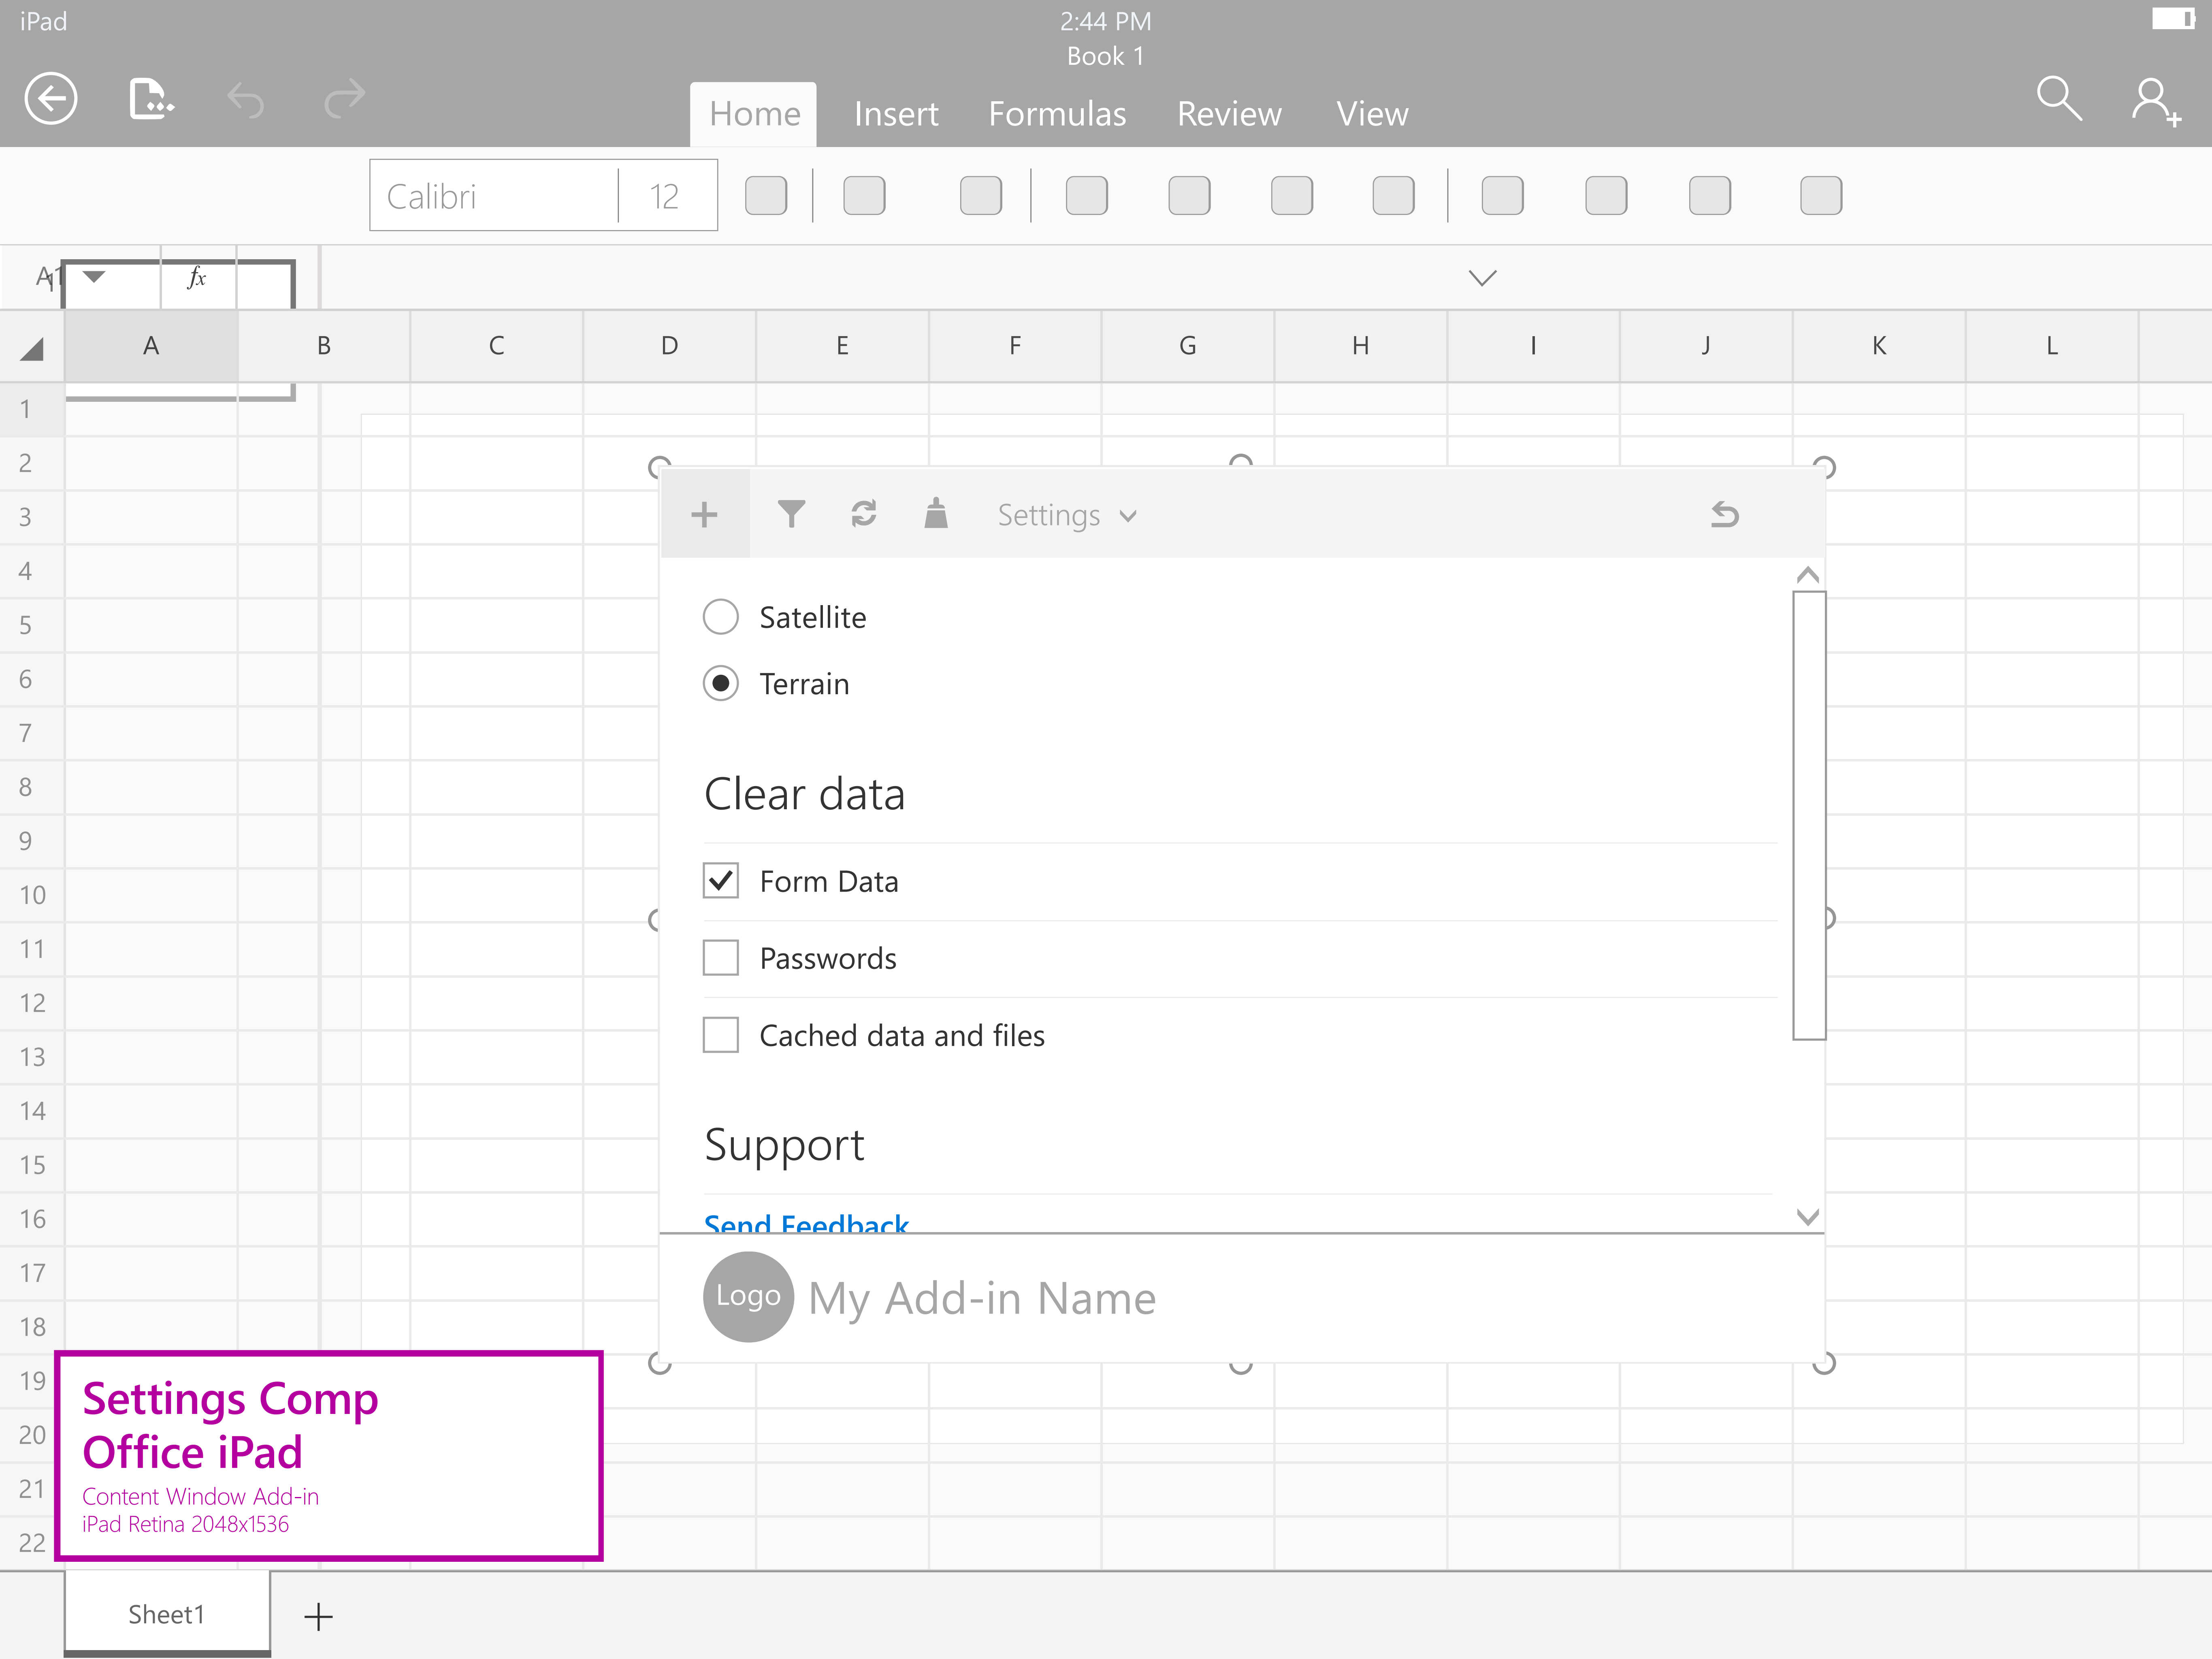 iPad
2:44 PM
Book 1
Home Insert Formulas Review View
Calibri 12
A1 fx
1
A B C D E F G H I J K L
1
2
3
Settings
4
5
Satellite
6
Terrain
7
8
Clear data
9
10
Form Data
11
Passwords
12
13
Cached data and files
14
15
Support
16
Send Feedback
17
Logo My Add-in Name
18
19
Settings Comp
20
Office iPad
21
Content Window Add-in
iPad Retina 2048x1536
22
Sheet1